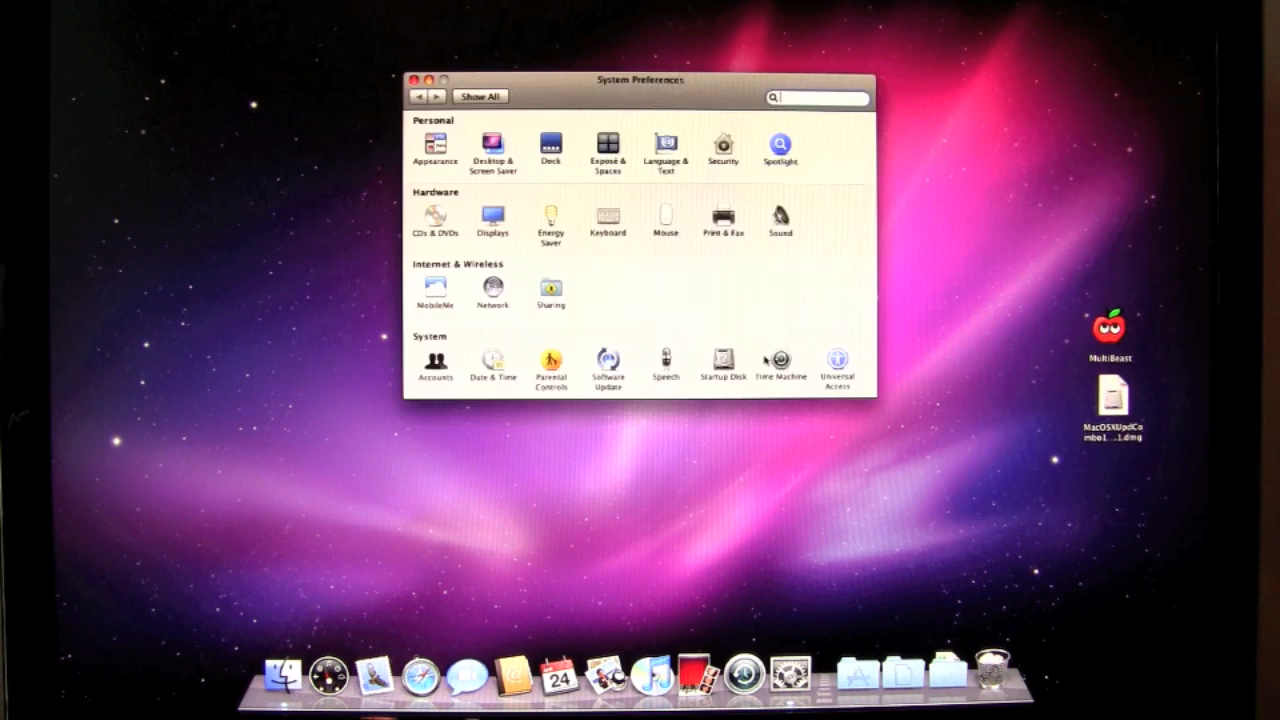 System Preferences
Show All
Personal
Appearance
Desktop &
Screen Saver
Dock
Exposé &
Spaces
Language &
Text
Security
Spotlight
Hardware
CDs & DVDs
Displays
Energy
Saver
Keyboard
Mouse
Print & Fax
Sound
Internet & Wireless
MobileMe
Network
Sharing
System
Accounts
Date & Time
Parental
Controls
Software
Update
Speech
Startup Disk
Time Machine
Universal
Access
MultiBeast
MacOSXUpdCo
mbo1...1.dmg
24